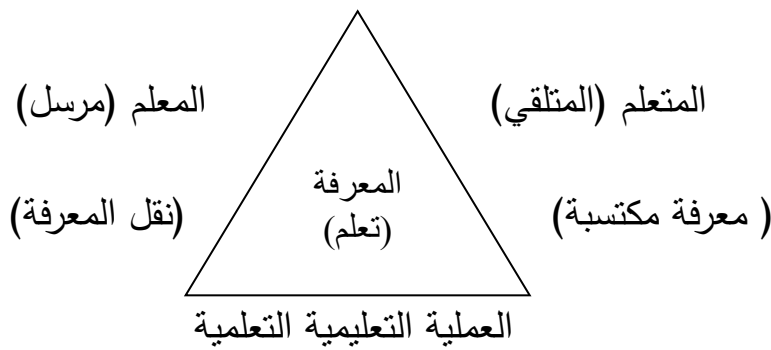 المتعلم (المتلقي)
المعلم (مرسل)
المعرفة
(تعلم)
( معرفة مكتسبة)
(نقل المعرفة)
العملية التعليمية التعلمية